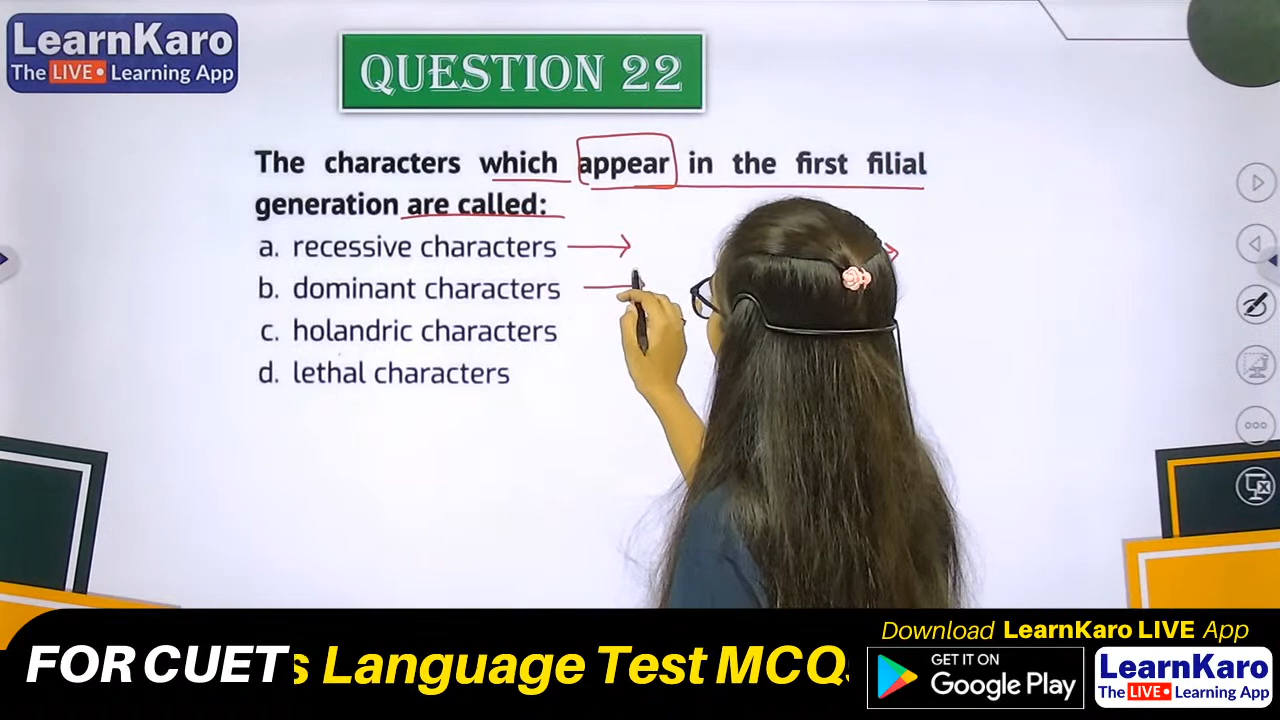 LearnKaro
The LIVE Learning App
QUESTION 22
The characters which appear in the first filial
generation are called:
a. recessive characters
b. dominant characters
c. holandric characters
d. lethal characters
FOR CUET s Language Test MCQs
Download LearnKaro LIVE App
GET IT ON
Google Play
LearnKaro
The LIVE Learning App